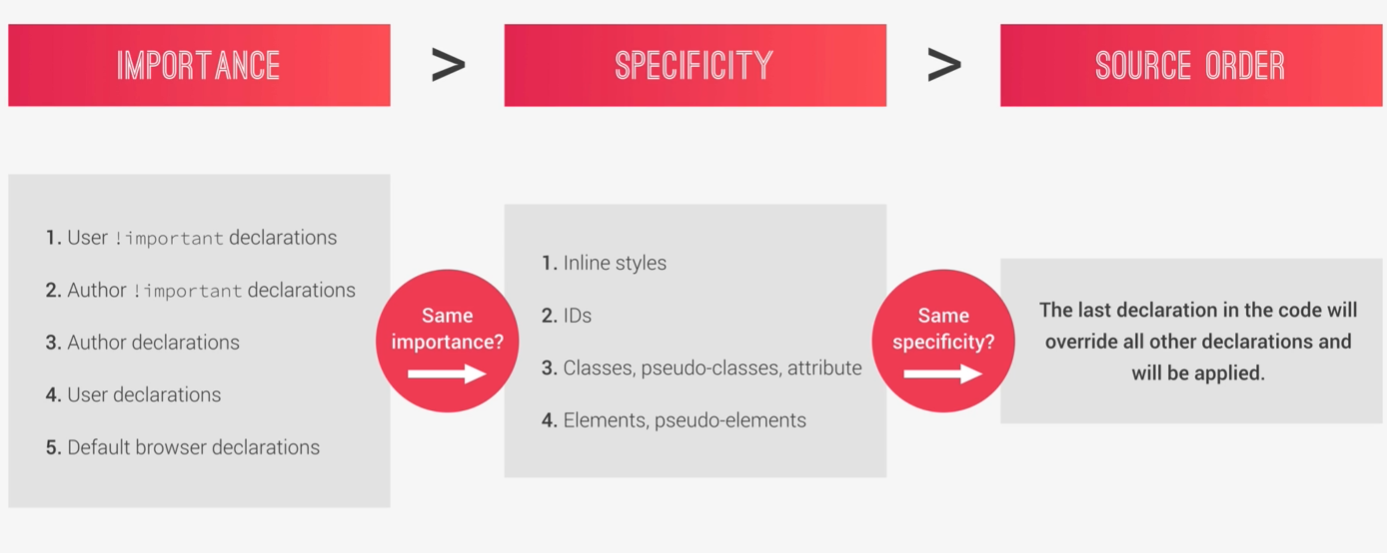 IMPORTANCE
>
SPECIFICITY
>
SOURCE ORDER
1. User !important declarations
2. Author !important declarations
3. Author declarations
4. User declarations
5. Default browser declarations
Same
importance?
1. Inline styles
2. IDs
3. Classes, pseudo-classes, attribute
4. Elements, pseudo-elements
Same
specificity?
The last declaration in the code will
override all other declarations and
will be applied.